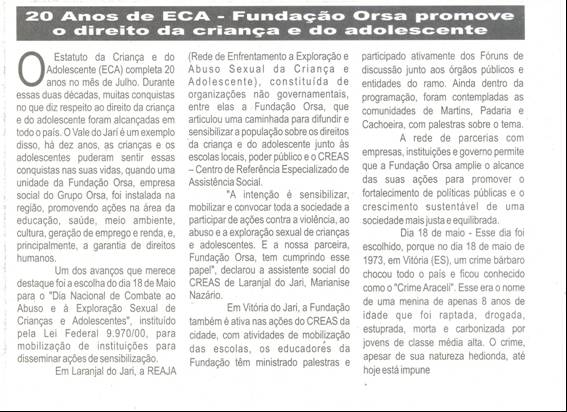 20 Anos de ECA - Fundação Orsa promove
o direito da criança e do adolescente
O Estatuto da Criança e do
Adolescente (ECA) completa 20
anos no mês de Julho. Durante
essas duas décadas, muitas conquistas
no que diz respeito ao direito da criança
e do adolescente foram alcançadas em
todo o país. O Vale do Jarí é um exemplo
disso, há dez anos, as crianças e os
adolescentes puderam sentir essas
conquistas nas suas vidas, quando uma
unidade da Fundação Orsa, empresa
social do Grupo Orsa, foi instalada na
região, promovendo ações na área da
educação, saúde, meio ambiente,
cultura, geração de emprego e renda, e,
principalmente, a garantia de direitos
humanos.
Um dos avanços que merece
destaque foi a escolha do dia 18 de Maio
para o "Dia Nacional de Combate ao
Abuso e à Exploração Sexual de
Crianças e Adolescentes", instituído
pela Lei Federal 9.970/00, para
mobilização de instituições para
disseminar ações de sensibilização.
Em Laranjal do Jari, a REAJA
(Rede de Enfrentamento a Exploração e
Abuso Sexual da Criança e
Adolescente), constituída de
organizações não governamentais,
entre elas a Fundação Orsa, que
articulou uma caminhada para difundir e
sensibilizar a população sobre os direitos
da criança e do adolescente junto às
escolas locais, poder público e o CREAS
– Centro de Referência Especializado de
Assistência Social.
"A intenção é sensibilizar,
mobilizar e convocar toda a sociedade a
participar de ações contra a violência, ao
abuso e a exploração sexual de crianças
e adolescentes. E a nossa parceira,
Fundação Orsa, tem cumprido esse
papel", declarou a assistente social do
CREAS de Laranjal do Jari, Marianise
Nazário.
Em Vitória do Jari, a Fundação
também é ativa nas ações do CREAS da
cidade, com atividades de mobilização
das escolas, os educadores da
Fundação têm ministrado palestras e
participado ativamente dos Fóruns de
discussão junto aos órgãos públicos e
entidades do ramo. Ainda dentro da
programação, foram contempladas as
comunidades de Martins, Padaria e
Cachoeira, com palestras sobre o tema.
A rede de parcerias com
empresas, instituições e governo permite
que a Fundação Orsa amplie o alcance
das suas ações para promover o
fortalecimento de políticas públicas e o
crescimento sustentável de uma
sociedade mais justa e equilibrada.
Dia 18 de maio - Esse dia foi
escolhido, porque no dia 18 de maio de
1973, em Vitória (ES), um crime bárbaro
chocou todo o país e ficou conhecido
como o "Crime Araceli". Esse era o nome
de uma menina de apenas 8 anos de
idade que foi raptada, drogada,
estuprada, morta e carbonizada por
jovens de classe média alta. O crime,
apesar de sua natureza hedionda, até
hoje está impune